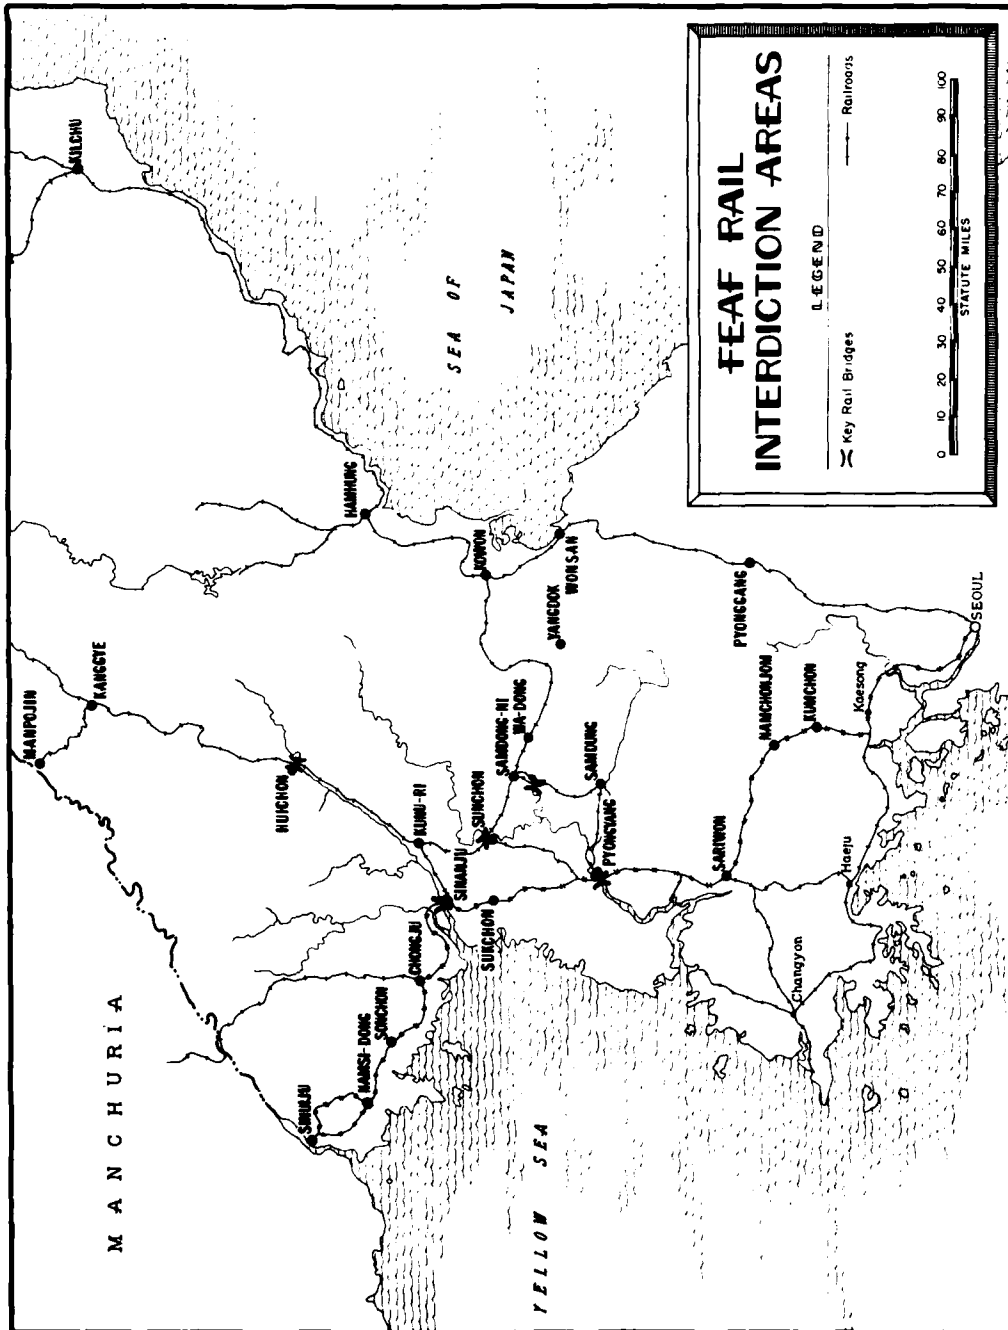 FEAF RAIL
INTERDICTION AREAS
LEGEND
Key Rail Bridges
Railroads
0 10 20 30 40 50 60 70 80 90 100
STATUTE MILES
MANCHURIA
SEA OF
JAPAN
YELLOW SEA
KILCHU
MANPOJIN
KANGGYE
HUICHON
HAMHUNG
KOWON
WONSAN
YANGDOK
PYONGGANG
SEOUL
KUNU-RI
SUNCHON
SAMDONG-NI
WA-DONG
SAMDUNG
PYONGYANG
SINANJU
SUKCHON
CHONGJU
SONCHON
NAMSI-DONG
SINUIJU
SARIWON
NAMCHONJOM
KUMCHON
Kaesong
Haeju
Changyon